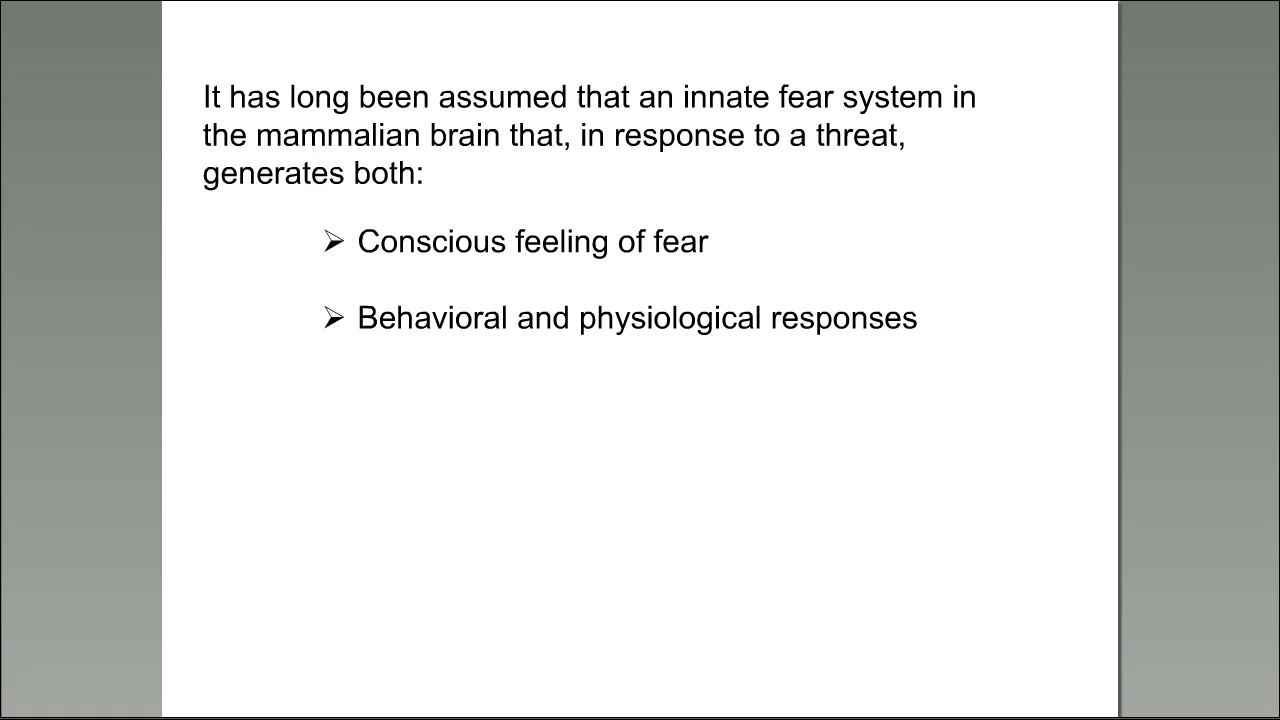 It has long been assumed that an innate fear system in
the mammalian brain that, in response to a threat,
generates both:
➢ Conscious feeling of fear
➢ Behavioral and physiological responses